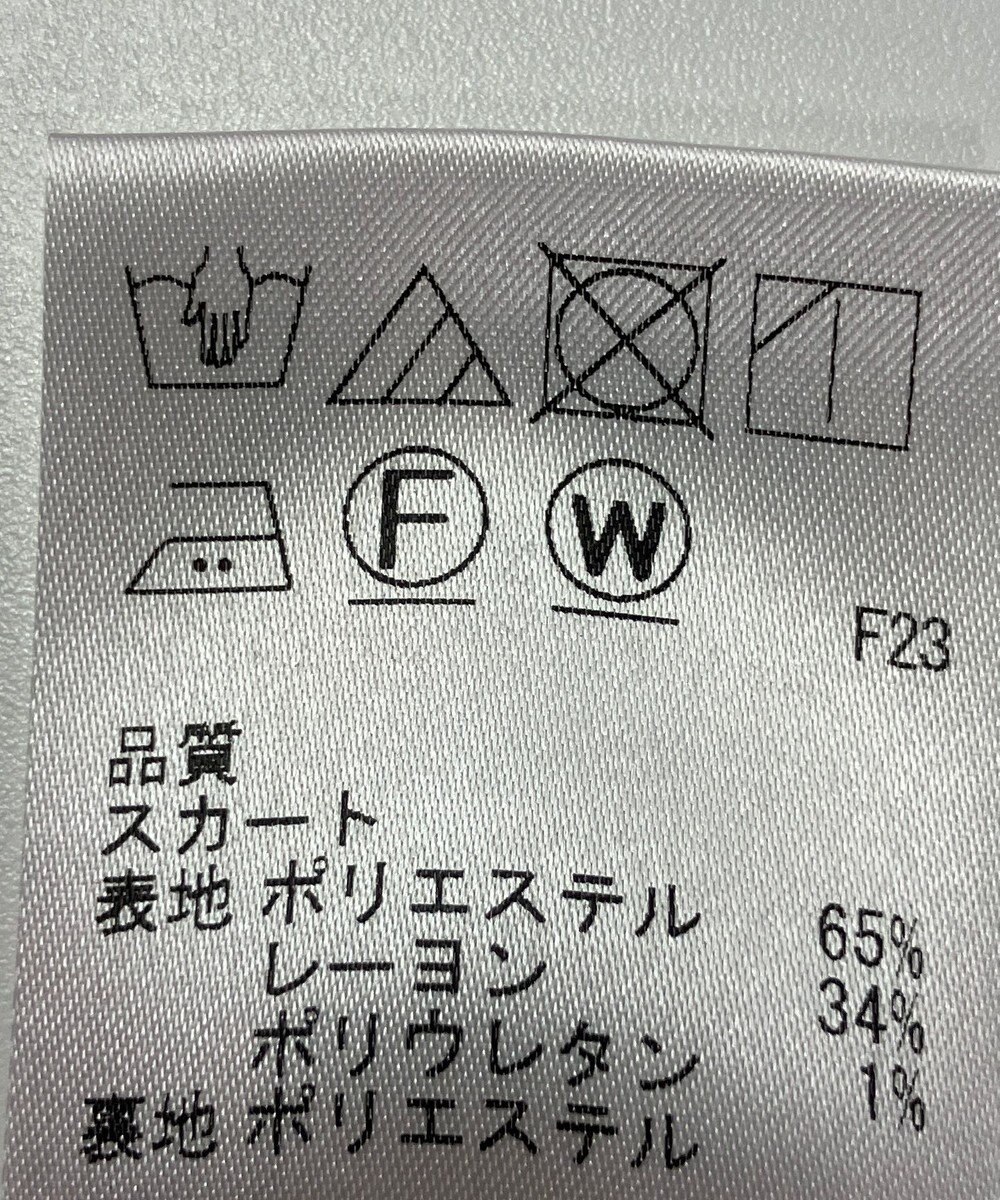 F
W
F23
品質
スカート
表地 ポリエステル 65%
レーヨン 34%
ポリウレタン 1%
裏地 ポリエステル